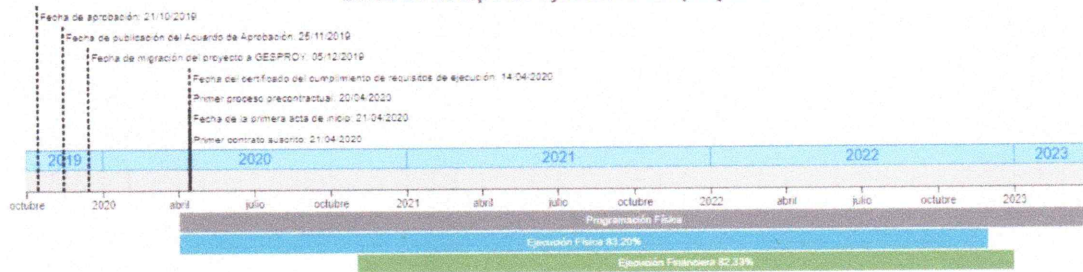 Fecha de aprobación: 21/10/2019
Fecha de publicación del Acuerdo de Aprobación: 25/11/2019
Fecha de migración del proyecto a GESPROY: 05/12/2019
Fecha del certificado del cumplimiento de requisitos de ejecución: 14/04/2020
Primer proceso precontractual: 20/04/2020
Fecha de la primera acta de inicio: 21/04/2020
Primer contrato suscrito: 21/04/2020
2019 2020 2021 2022 2023
octubre 2020 abril julio octubre 2021 abril julio octubre 2022 abril julio octubre 2023
Programación Física
Ejecución Física 83.20%
Ejecución Financiera 82.33%